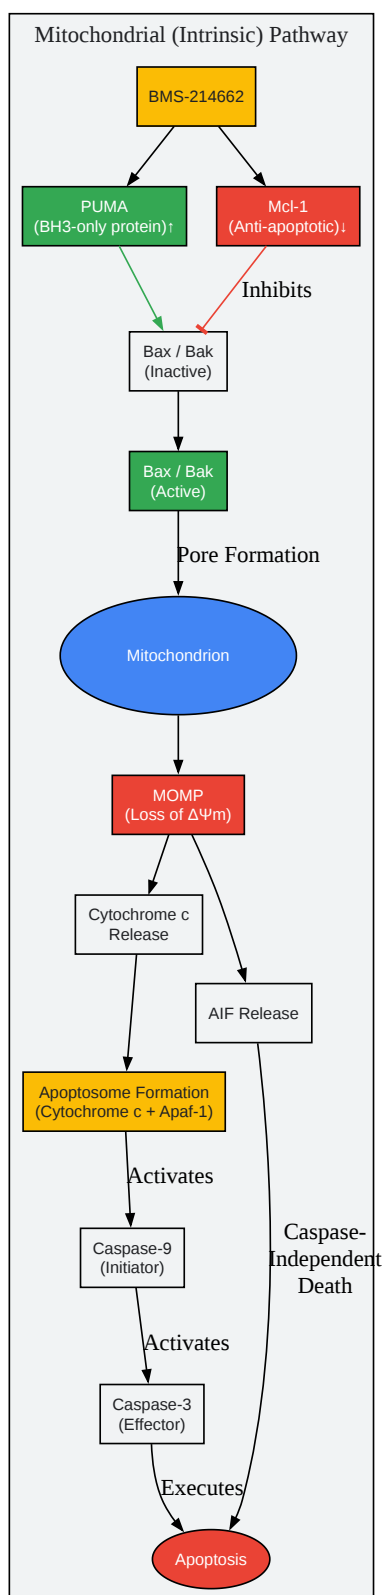 Mitochondrial (Intrinsic) Pathway
BMS-214662
PUMA
(BH3-only protein)↑
Mcl-1
(Anti-apoptotic)↓
Inhibits
Bax / Bak
(Inactive)
Bax / Bak
(Active)
Pore Formation
Mitochondrion
MOMP
(Loss of ΔΨm)
Cytochrome c
Release
AIF Release
Apoptosome Formation
(Cytochrome c + Apaf-1)
Activates
Caspase-9
(Initiator)
Caspase-
Independent
Death
Activates
Caspase-3
(Effector)
Executes
Apoptosis